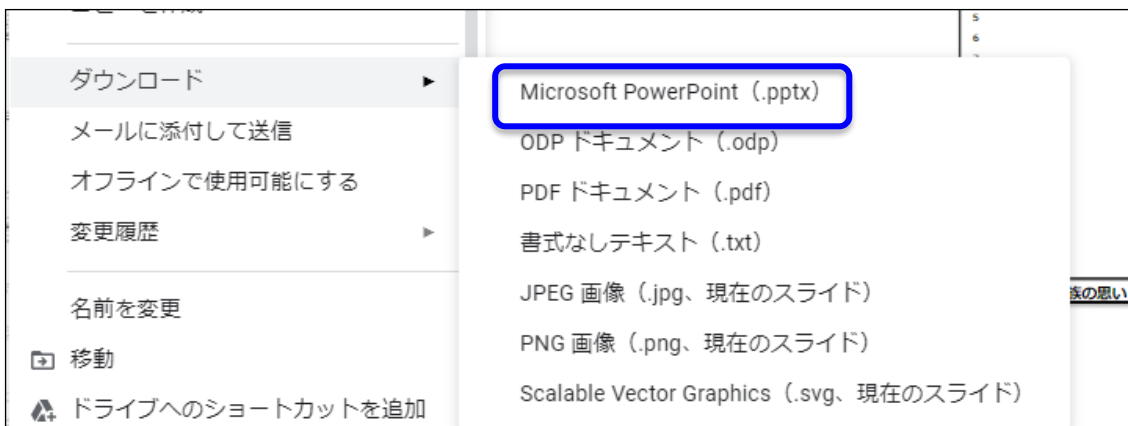 5
6
ダウンロード
メールに添付して送信
オフラインで使用可能にする
変更履歴
名前を変更
移動
ドライブへのショートカットを追加
Microsoft PowerPoint（.pptx）
ODP ドキュメント（.odp）
PDF ドキュメント（.pdf）
書式なしテキスト（.txt）
JPEG 画像（.jpg、現在のスライド）
PNG 画像（.png、現在のスライド）
Scalable Vector Graphics（.svg、現在のスライド）
族の思い